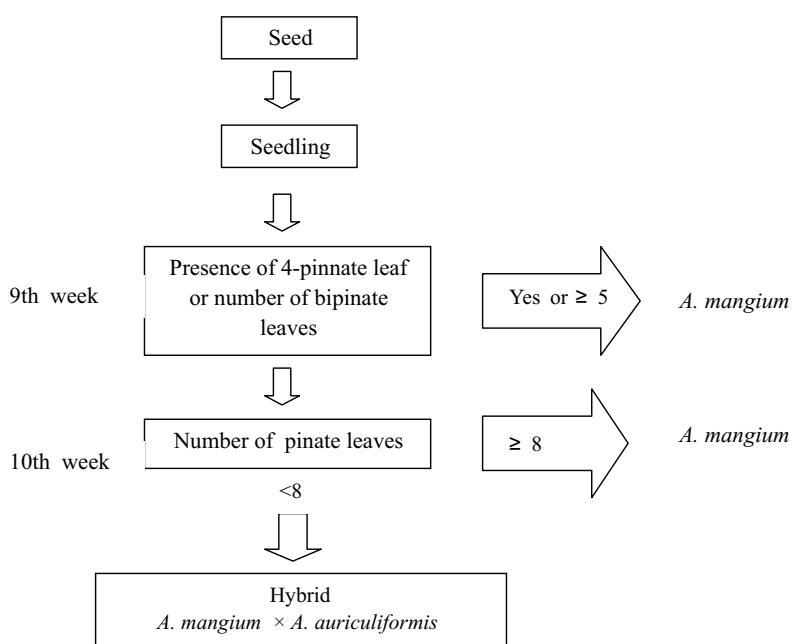 Seed
Seedling
9th week
Presence of 4-pinnate leaf
or number of bipinate
leaves
Yes or ≥ 5
A. mangium
10th week
Number of pinate leaves
≥ 8
A. mangium
<8
Hybrid
A. mangium × A. auriculiformis